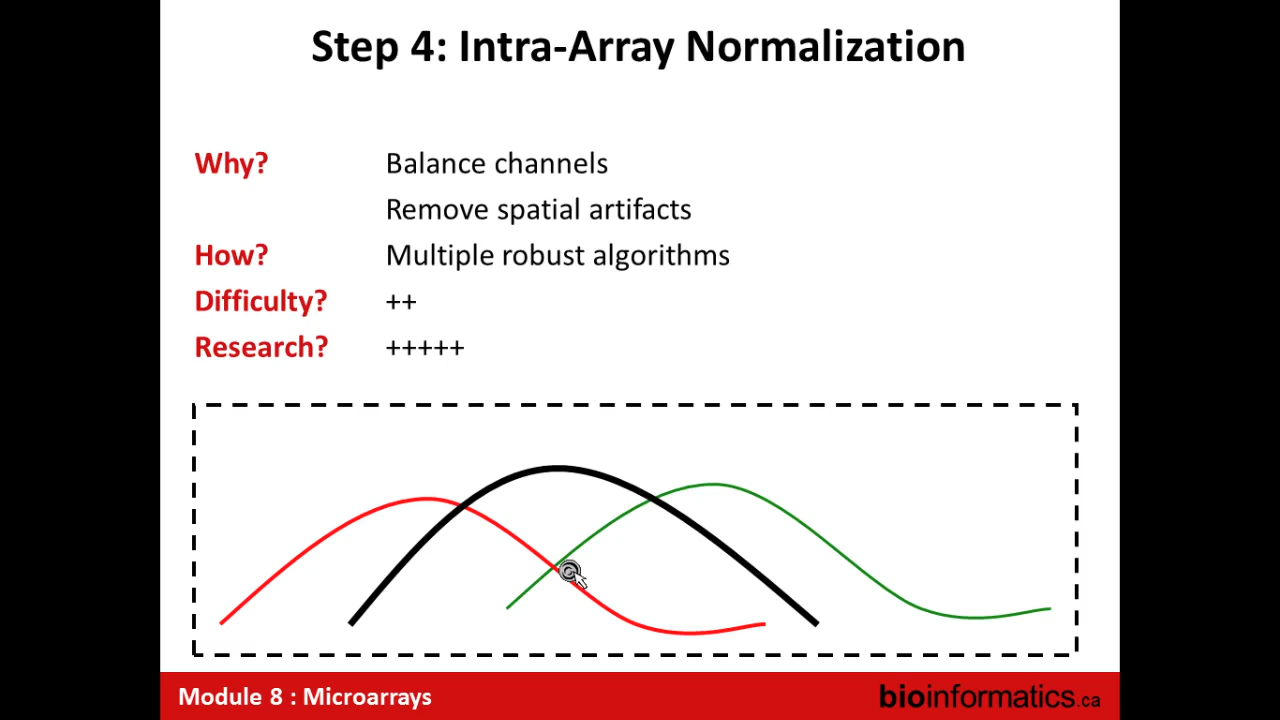 Step 4: Intra-Array Normalization
Why? Balance channels
Remove spatial artifacts
How? Multiple robust algorithms
Difficulty? ++
Research? +++++
Module 8 : Microarrays
bioinformatics.ca